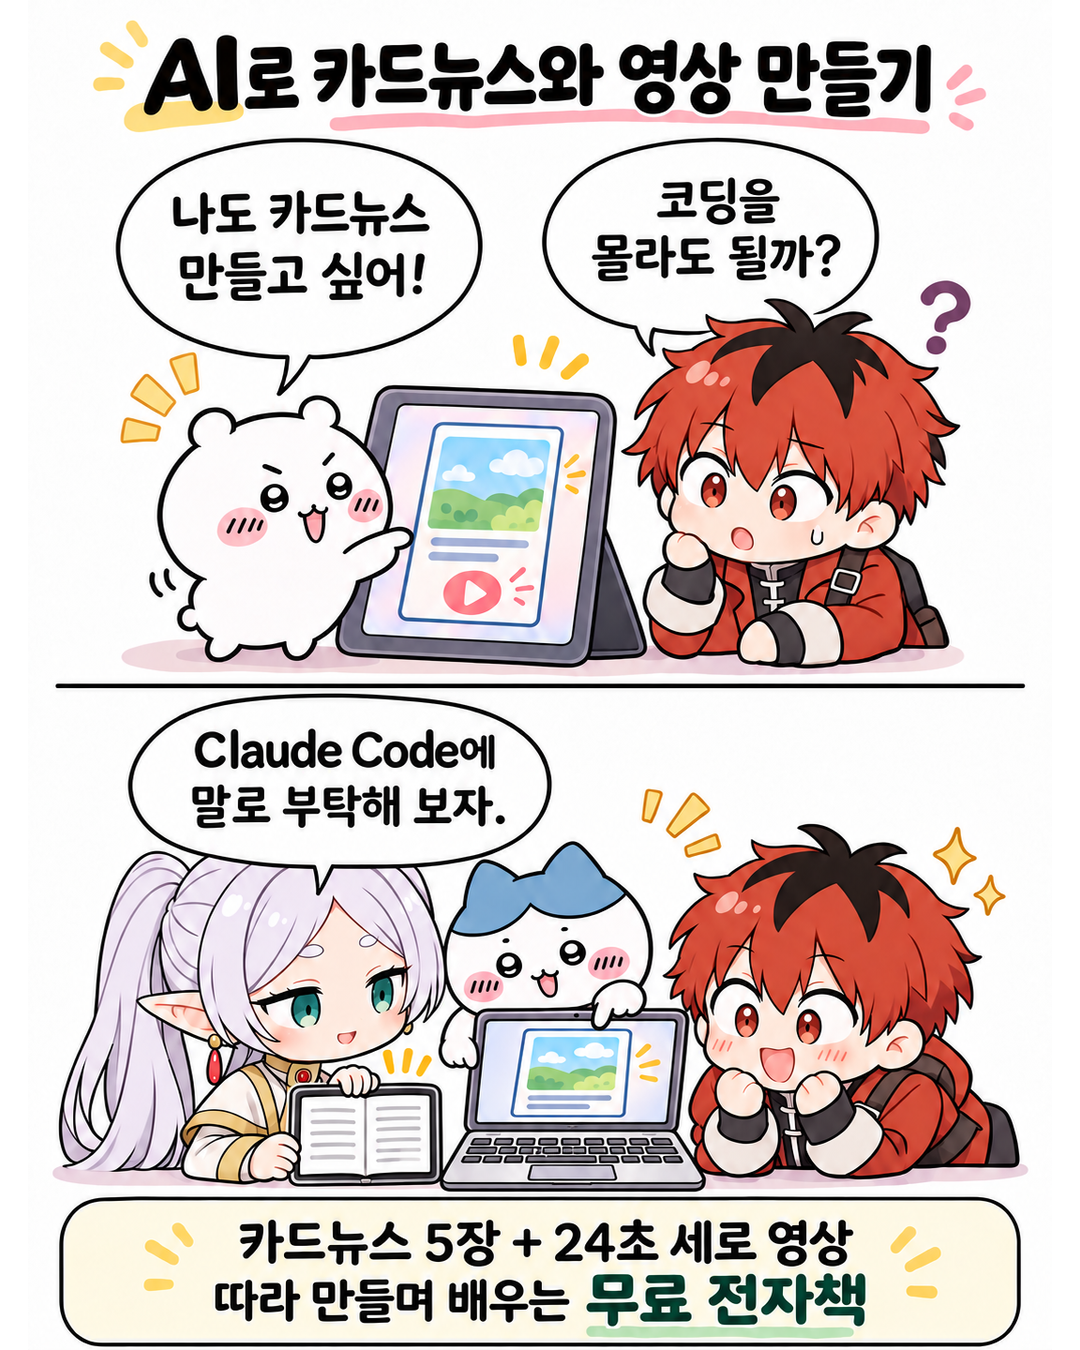 AI로 카드뉴스와 영상 만들기
나도 카드뉴스
만들고 싶어!
코딩을
몰라도 될까?
?
Claude Code에
말로 부탁해 보자.
카드뉴스 5장 + 24초 세로 영상
따라 만들며 배우는 무료 전자책